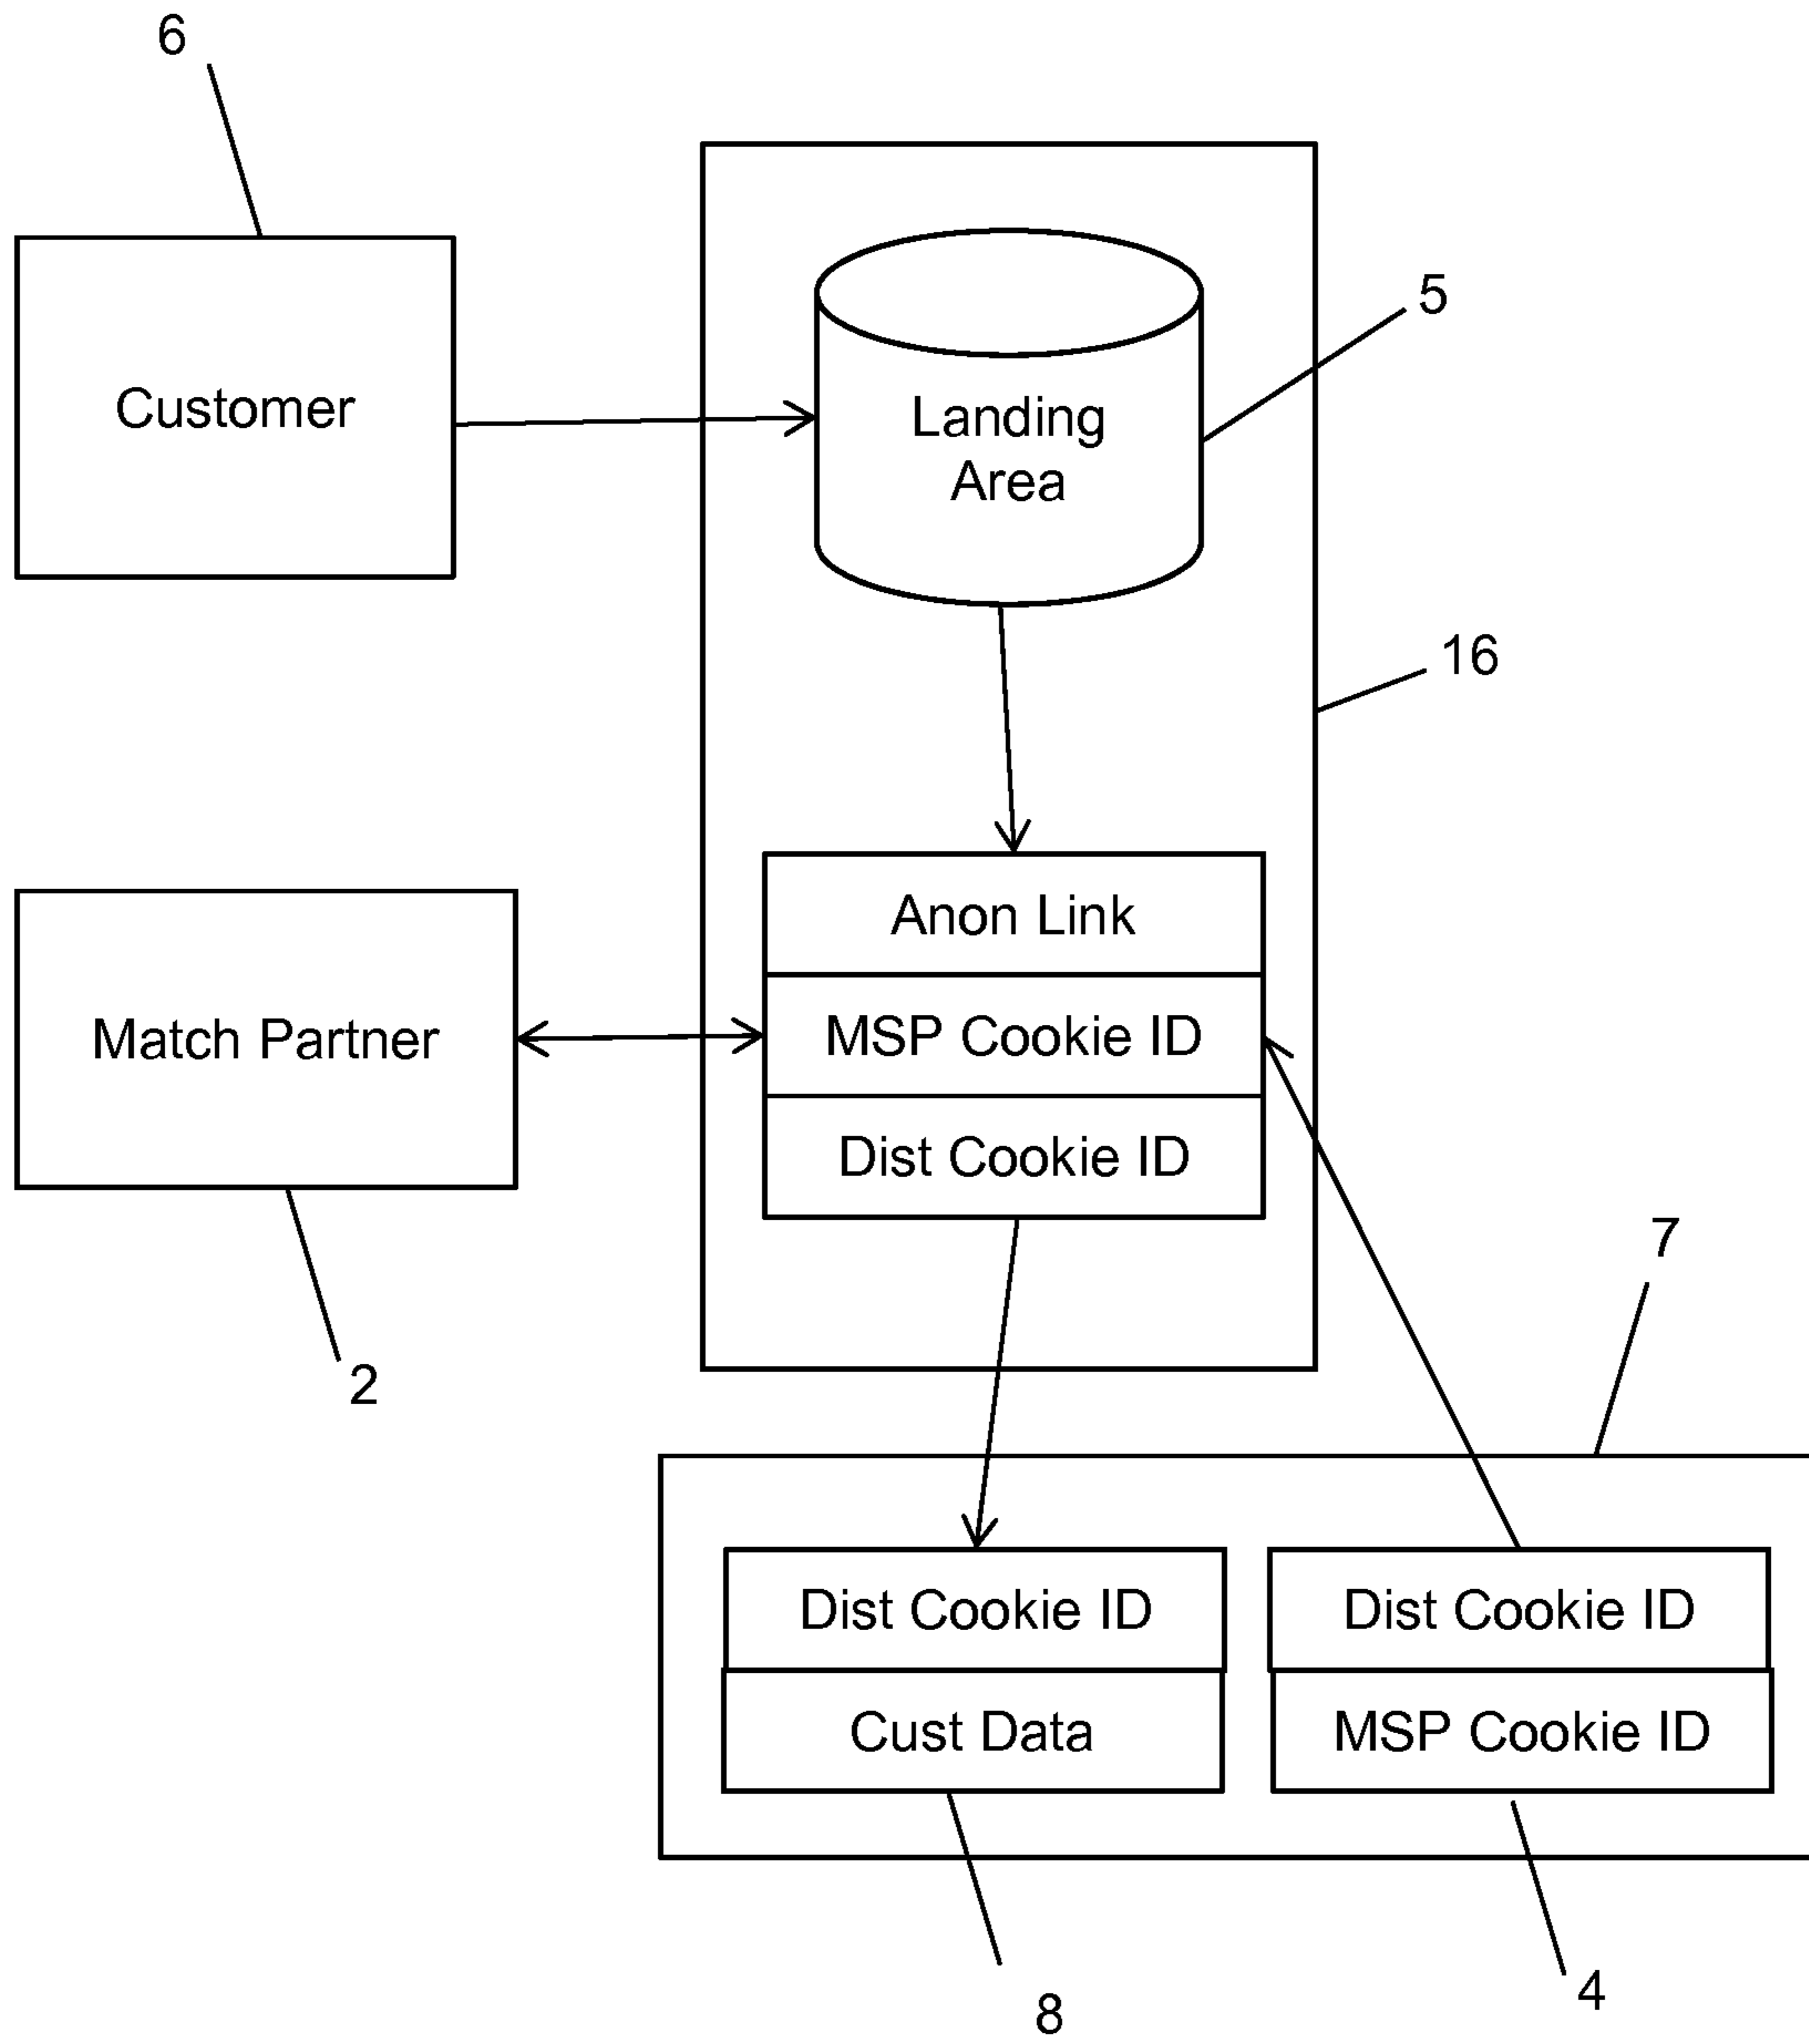 6
5
Customer
Landing
Area
16
Anon Link
Match Partner
MSP Cookie ID
Dist Cookie ID
7
2
Dist Cookie ID
Dist Cookie ID
Cust Data
MSP Cookie ID
4
8